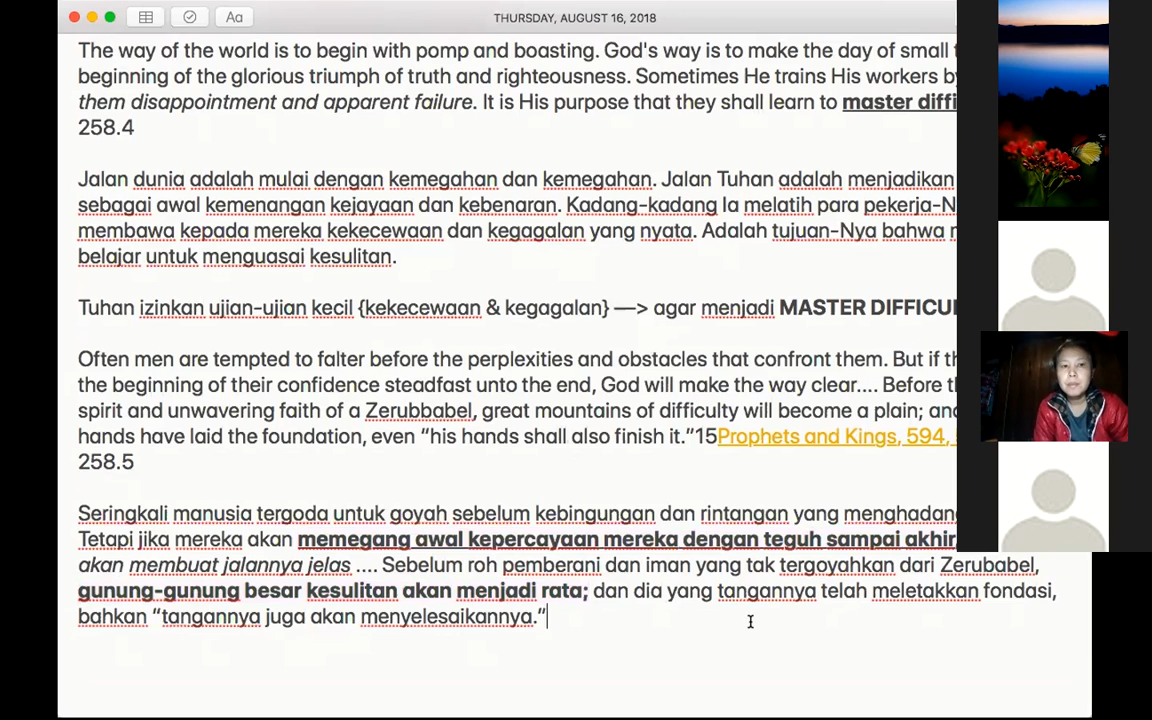 Aa
THURSDAY, AUGUST 16, 2018
The way of the world is to begin with pomp and boasting. God's way is to make the day of small
beginning of the glorious triumph of truth and righteousness. Sometimes He trains His workers
them disappointment and apparent failure. It is His purpose that they shall learn to master
258.4
Jalan dunia adalah mulai dengan kemegahan dan kemegahan. Jalan Tuhan adalah menjadikan
sebagai awal kemenangan kejayaan dan kebenaran. Kadang-kadang Ia melatih para
membawa kepada mereka kekecewaan dan kegagalan yang nyata. Adalah tujuan-Nya bahwa
belajar untuk menguasai kesulitan.
Tuhan izinkan ujian-ujian kecil {kekecewaan & kegagalan} —> agar menjadi MASTER
Often men are tempted to falter before the perplexities and obstacles that confront them. But if
the beginning of their confidence steadfast unto the end, God will make the way clear.... Before
spirit and unwavering faith of a Zerubbabel, great mountains of difficulty will become a plain;
hands have laid the foundation, even “his hands shall also finish it.”15Prophets and Kings, 594,
258.5
Seringkali manusia tergoda untuk goyah sebelum kebingungan dan rintangan yang
Tetapi jika mereka akan memegang awal kepercayaan mereka dengan teguh sampai akhir,
akan membuat jalannya jelas .... Sebelum roh pemberani dan iman yang tak tergoyahkan dari Zerubabel,
gunung-gunung besar kesulitan akan menjadi rata; dan dia yang tangannya telah meletakkan fondasi,
bahkan “tangannya juga akan menyelesaikannya.”